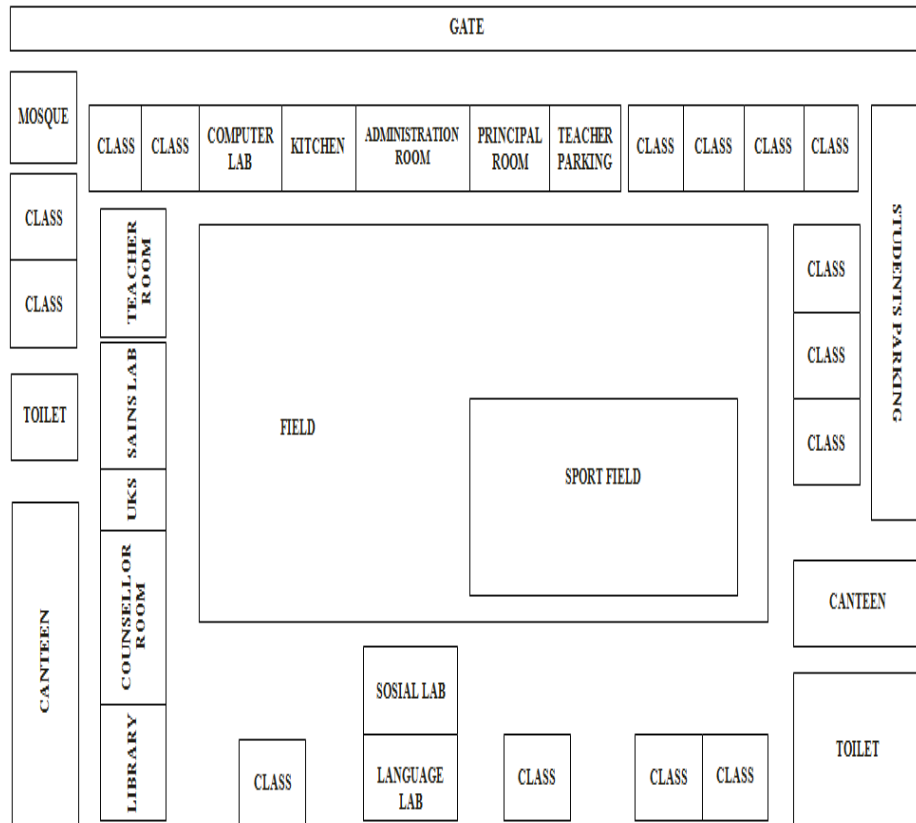 GATE
MOSQUE
CLASS
CLASS
COMPUTER
LAB
KITCHEN
ADMINISTRATION
ROOM
PRINCIPAL
ROOM
TEACHER
PARKING
CLASS
CLASS
CLASS
CLASS
STUDENTS PARKING
CLASS
CLASS
TOILET
CANTEEN
TEACHER
ROOM
SAINS LAB
UKS
COUNSELLOR
ROOM
LIBRARY
FIELD
SPORT FIELD
CLASS
CLASS
CLASS
CANTEEN
TOILET
SOSIAL LAB
LANGUAGE
LAB
CLASS
CLASS
CLASS
CLASS